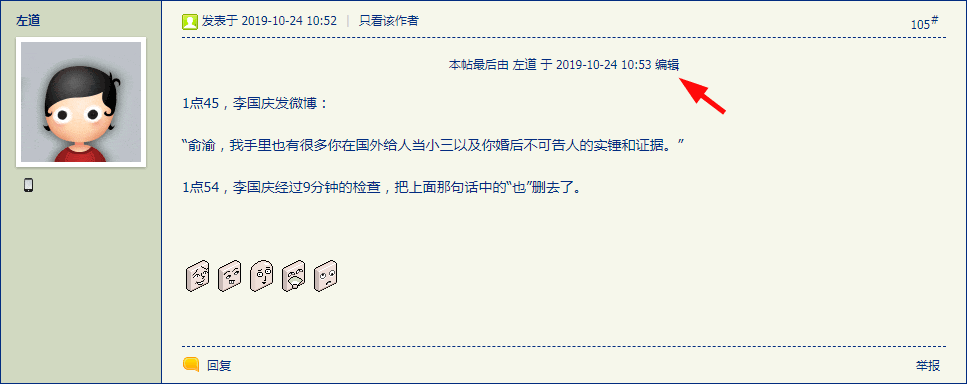 左道
发表于 2019-10-24 10:52 | 只看该作者
105#
本帖最后由 左道 于 2019-10-24 10:53 编辑
1点45，李国庆发微博：
“俞渝，我手里也有很多你在国外给人当小三以及你婚后不可告人的实锤和证据。”
1点54，李国庆经过9分钟的检查，把上面那句话中的“也”删去了。
回复
举报